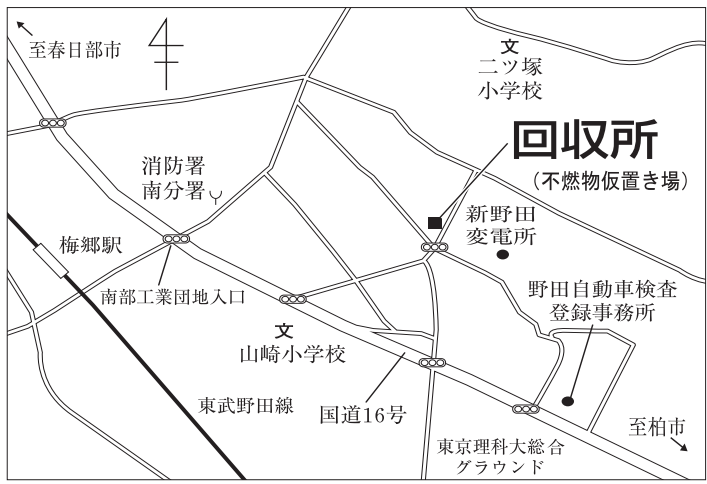 至春日部市
文
二ツ塚
小学校
回収所
(不燃物仮置き場)
消防署
南分署
新野田
変電所
梅郷駅
南部工業団地入口
野田自動車検査
登録事務所
文
山崎小学校
東武野田線
国道16号
至柏市
東京理科大総合
グラウンド